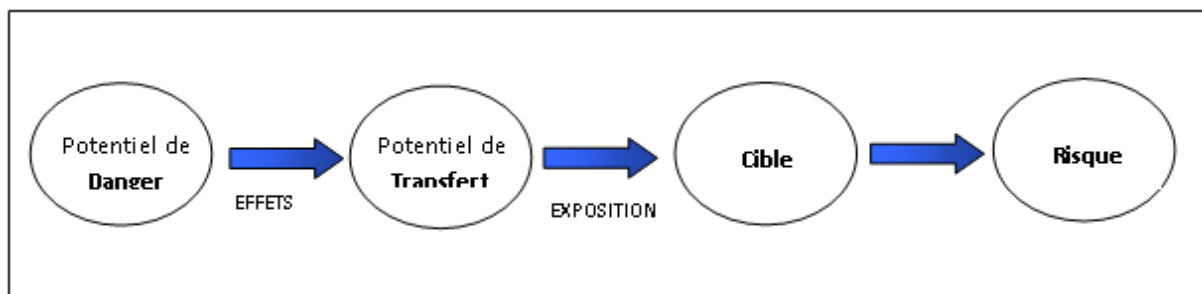 Potentiel de
Danger
EFFETS
Potentiel de
Transfert
EXPOSITION
Cible
Risque